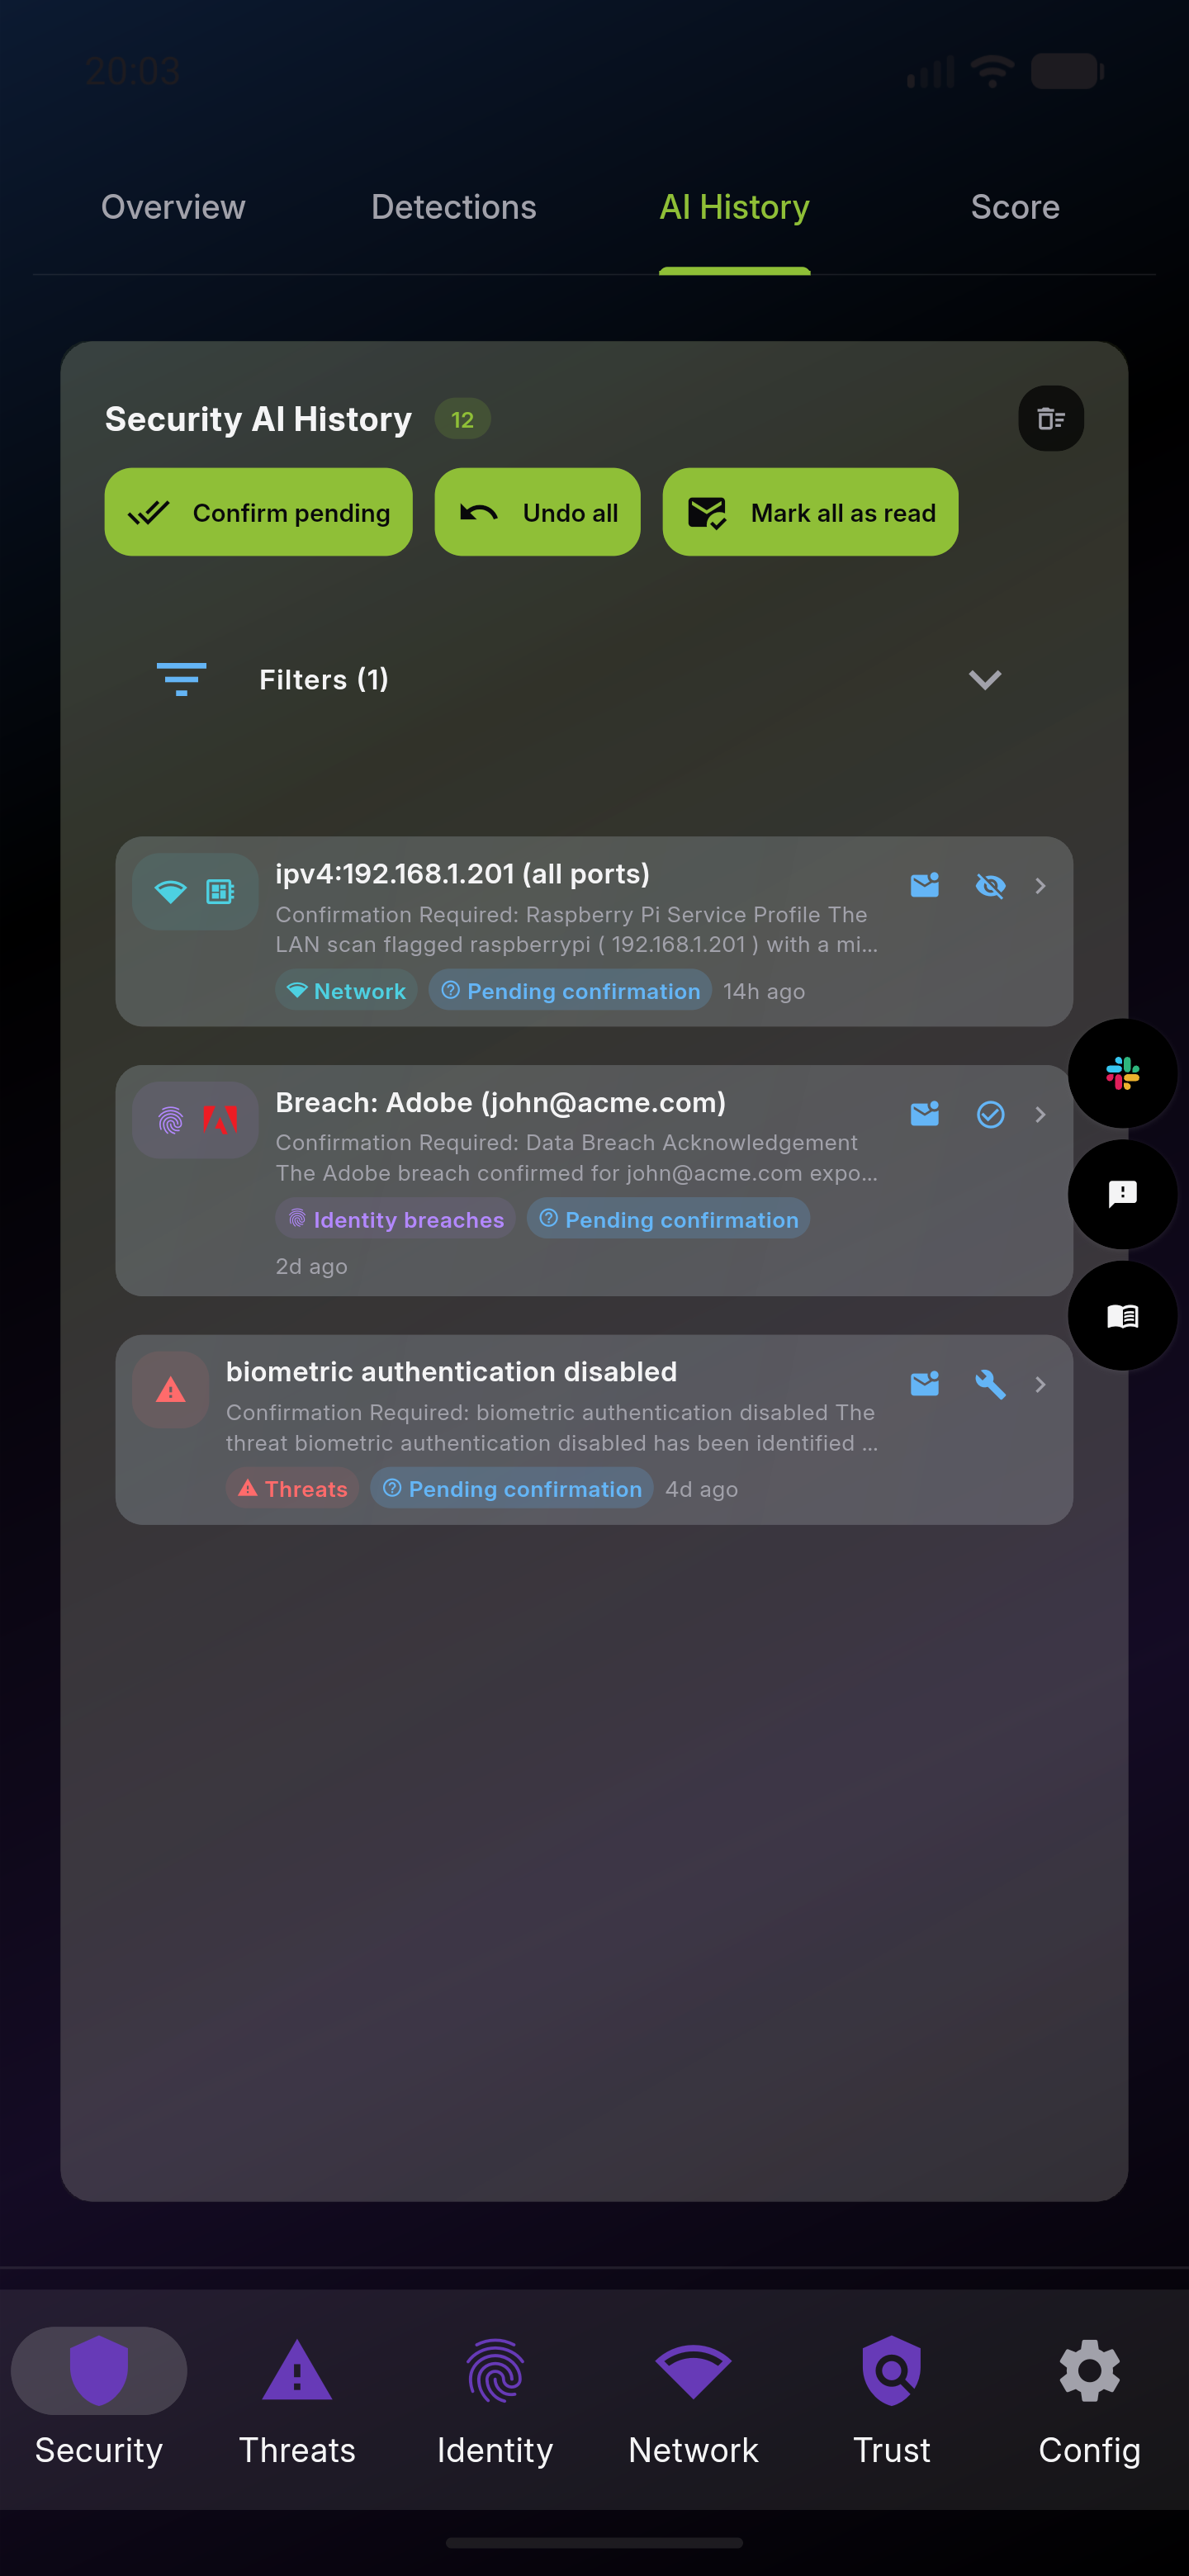 20:03
Overview
Detections
AI History
Score
Security AI History
12
Confirm pending
Undo all
Mark all as read
Filters (1)
ipv4:192.168.1.201 (all ports)
Confirmation Required: Raspberry Pi Service Profile The
LAN scan flagged raspberrypi ( 192.168.1.201 ) with a mi...
Network
Pending confirmation
14h ago
Breach: Adobe (john@acme.com)
Confirmation Required: Data Breach Acknowledgement
The Adobe breach confirmed for john@acme.com expo...
Identity breaches
Pending confirmation
2d ago
biometric authentication disabled
Confirmation Required: biometric authentication disabled The
threat biometric authentication disabled has been identified ...
Threats
Pending confirmation
4d ago
Security
Threats
Identity
Network
Trust
Config